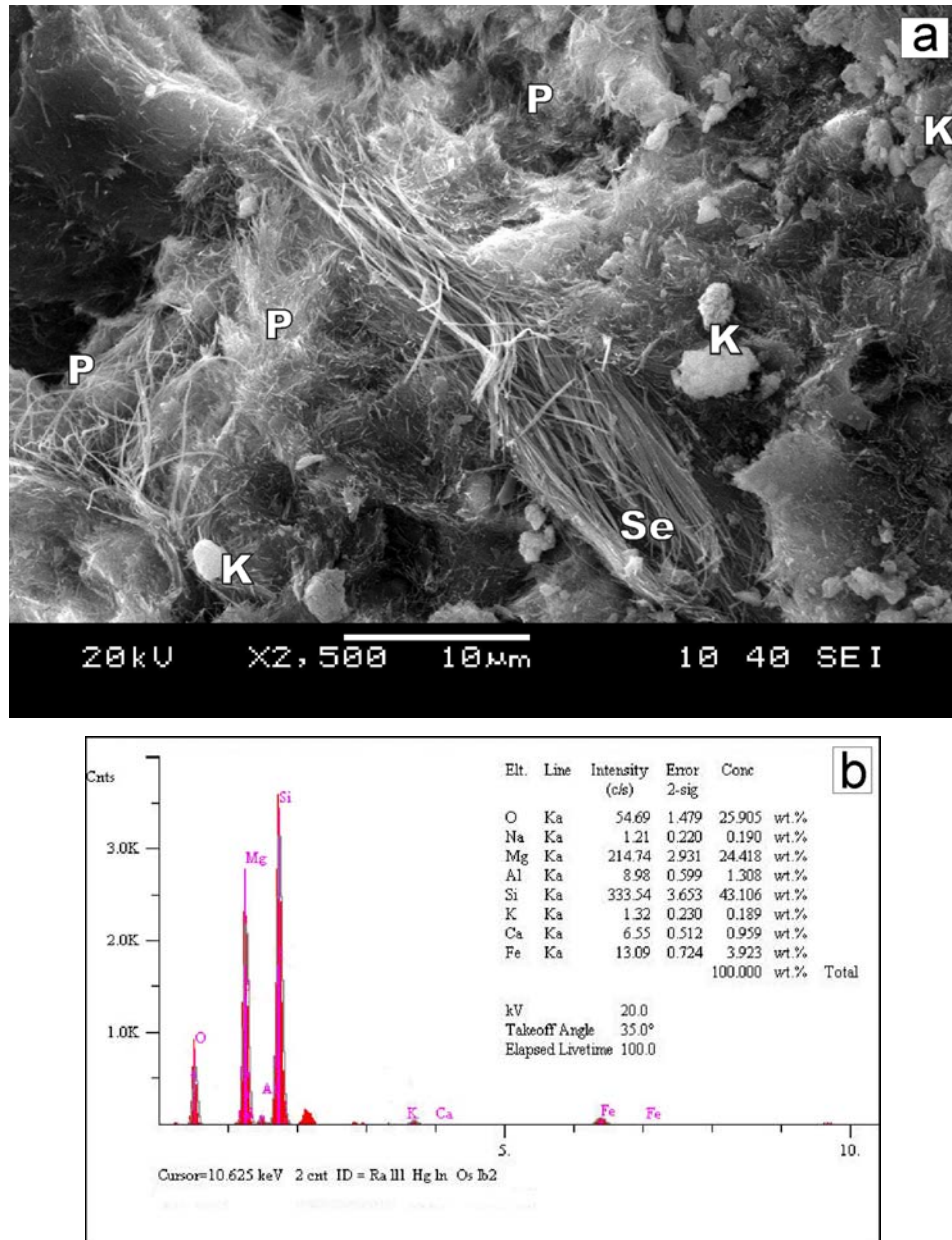 a
P
K
P
P
K
Se
K
20kV X2,500 10μm 10 40 SEI
b
Cnts
Elt. Line Intensity Error Conc
(c/s) 2-sig
O Ka 54.69 1.479 25.905 wt.%
Na Ka 1.21 0.220 0.190 wt.%
Mg Ka 214.74 2.931 24.418 wt.%
Al Ka 8.98 0.599 1.308 wt.%
Si Ka 333.54 3.653 43.106 wt.%
K Ka 1.32 0.230 0.189 wt.%
Ca Ka 6.55 0.512 0.959 wt.%
Fe Ka 13.09 0.724 3.923 wt.%
100.000 wt.% Total
kV 20.0
Takeoff Angle 35.0°
Elapsed Livetime 100.0
Si
3.0K
Mg
2.0K
1.0K
O
A
K Ca Fe Fe
5. 10.
Cursor=10.625 keV 2 cnt ID = Ra Hg In Os